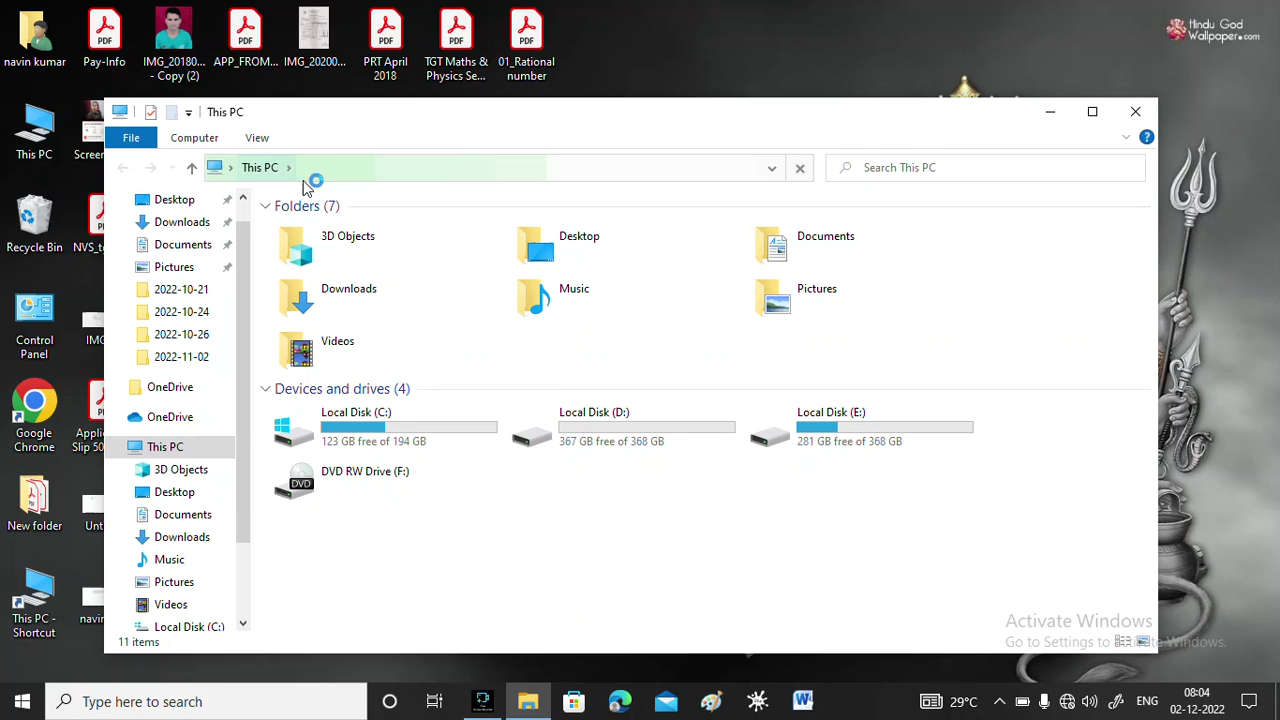 navin kumar
Pay-Info
IMG_20180...
- Copy (2)
APP_FROM...
IMG_20200...
PRT April
2018
TGT Maths &
Physics Se...
01_Rational
number
Hindu God
Wallpaper.com
This PC
Screen
Recycle Bin
NVS_to
Control
Panel
IMG
Google
Chrome
Applic
Slip 50
New folder
Unt
This PC -
Shortcut
navin
This PC
File
Computer
View
This PC
Search This PC
Desktop
Downloads
Documents
Pictures
2022-10-21
2022-10-24
2022-10-26
2022-11-02
OneDrive
OneDrive
This PC
3D Objects
Desktop
Documents
Downloads
Music
Pictures
Videos
Local Disk (C:)
Folders (7)
3D Objects
Desktop
Documents
Downloads
Music
Pictures
Videos
Devices and drives (4)
Local Disk (C:)
123 GB free of 194 GB
Local Disk (D:)
367 GB free of 368 GB
Local Disk (E:)
281 GB free of 368 GB
DVD RW Drive (F:)
DVD
11 items
Activate Windows
Go to Settings to activate Windows.
Type here to search
29°C
ENG
08:04
02-12-2022